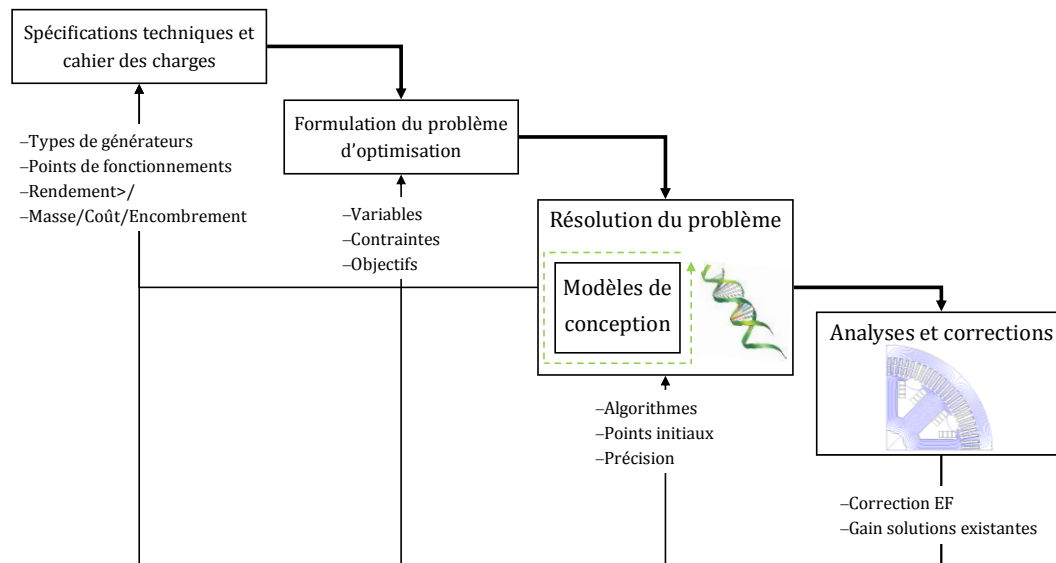 Spécifications techniques et
cahier des charges
–Types de générateurs
–Points de fonctionnements
–Rendement>/
–Masse/Coût/Encombrement
Formulation du problème
d'optimisation
–Variables
–Contraintes
–Objectifs
Résolution du problème
Modèles de
conception
–Algorithmes
–Points initiaux
–Précision
Analyses et corrections
–Correction EF
–Gain solutions existantes